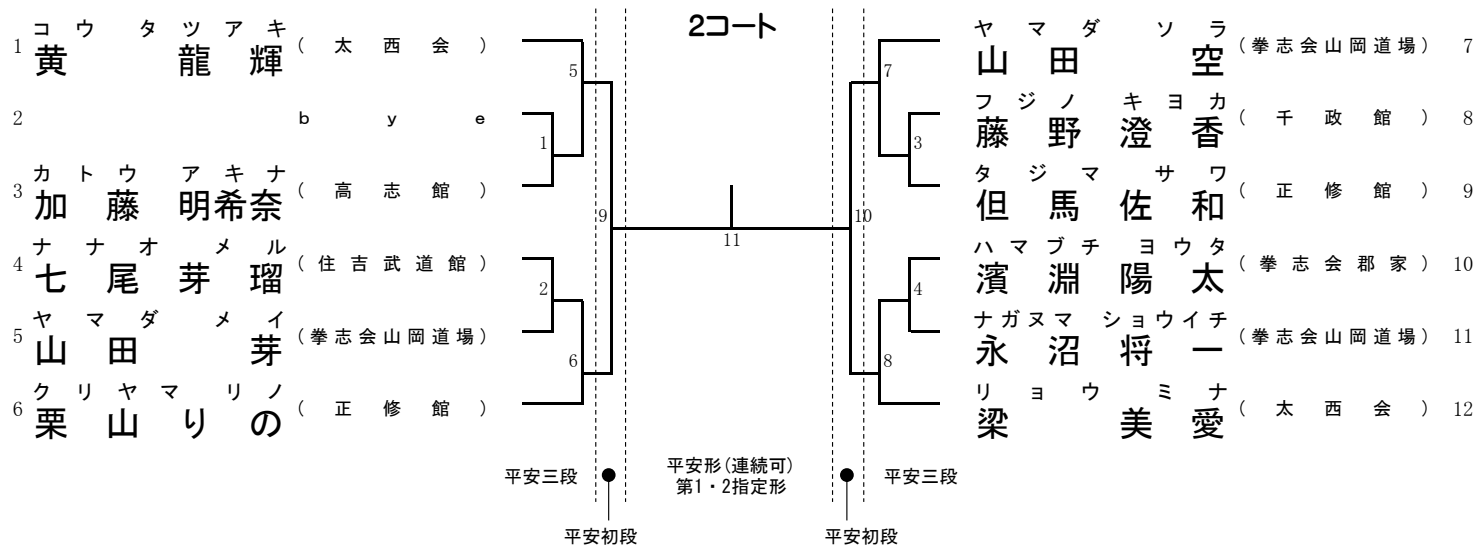 2コート
コウ タツアキ
1 黄 龍輝 (太西会)
2 bye
カトウ アキナ
3 加藤 明希奈 (高志館)
ナナオ メル
4 七尾 芽瑠 (住吉武道館)
ヤマダ メイ
5 山田 芽 (拳志会山岡道場)
クリヤマ リノ
6 栗山 りの (正修館)
5
1
2
6
9
11
10
7
3
4
8
ヤマダ ソラ
山田 空 (拳志会山岡道場) 7
フジノ キヨカ
藤野 澄香 (千政館) 8
タジマ サワ
但馬 佐和 (正修館) 9
ハマブチ ヨウタ
濱淵 陽太 (拳志会郡家) 10
ナガヌマ ショウイチ
永沼 将一 (拳志会山岡道場) 11
リョウ ミナ
梁 美愛 (太西会) 12
平安三段
平安初段
平安形(連続可)
第1・2指定形
平安初段
平安三段